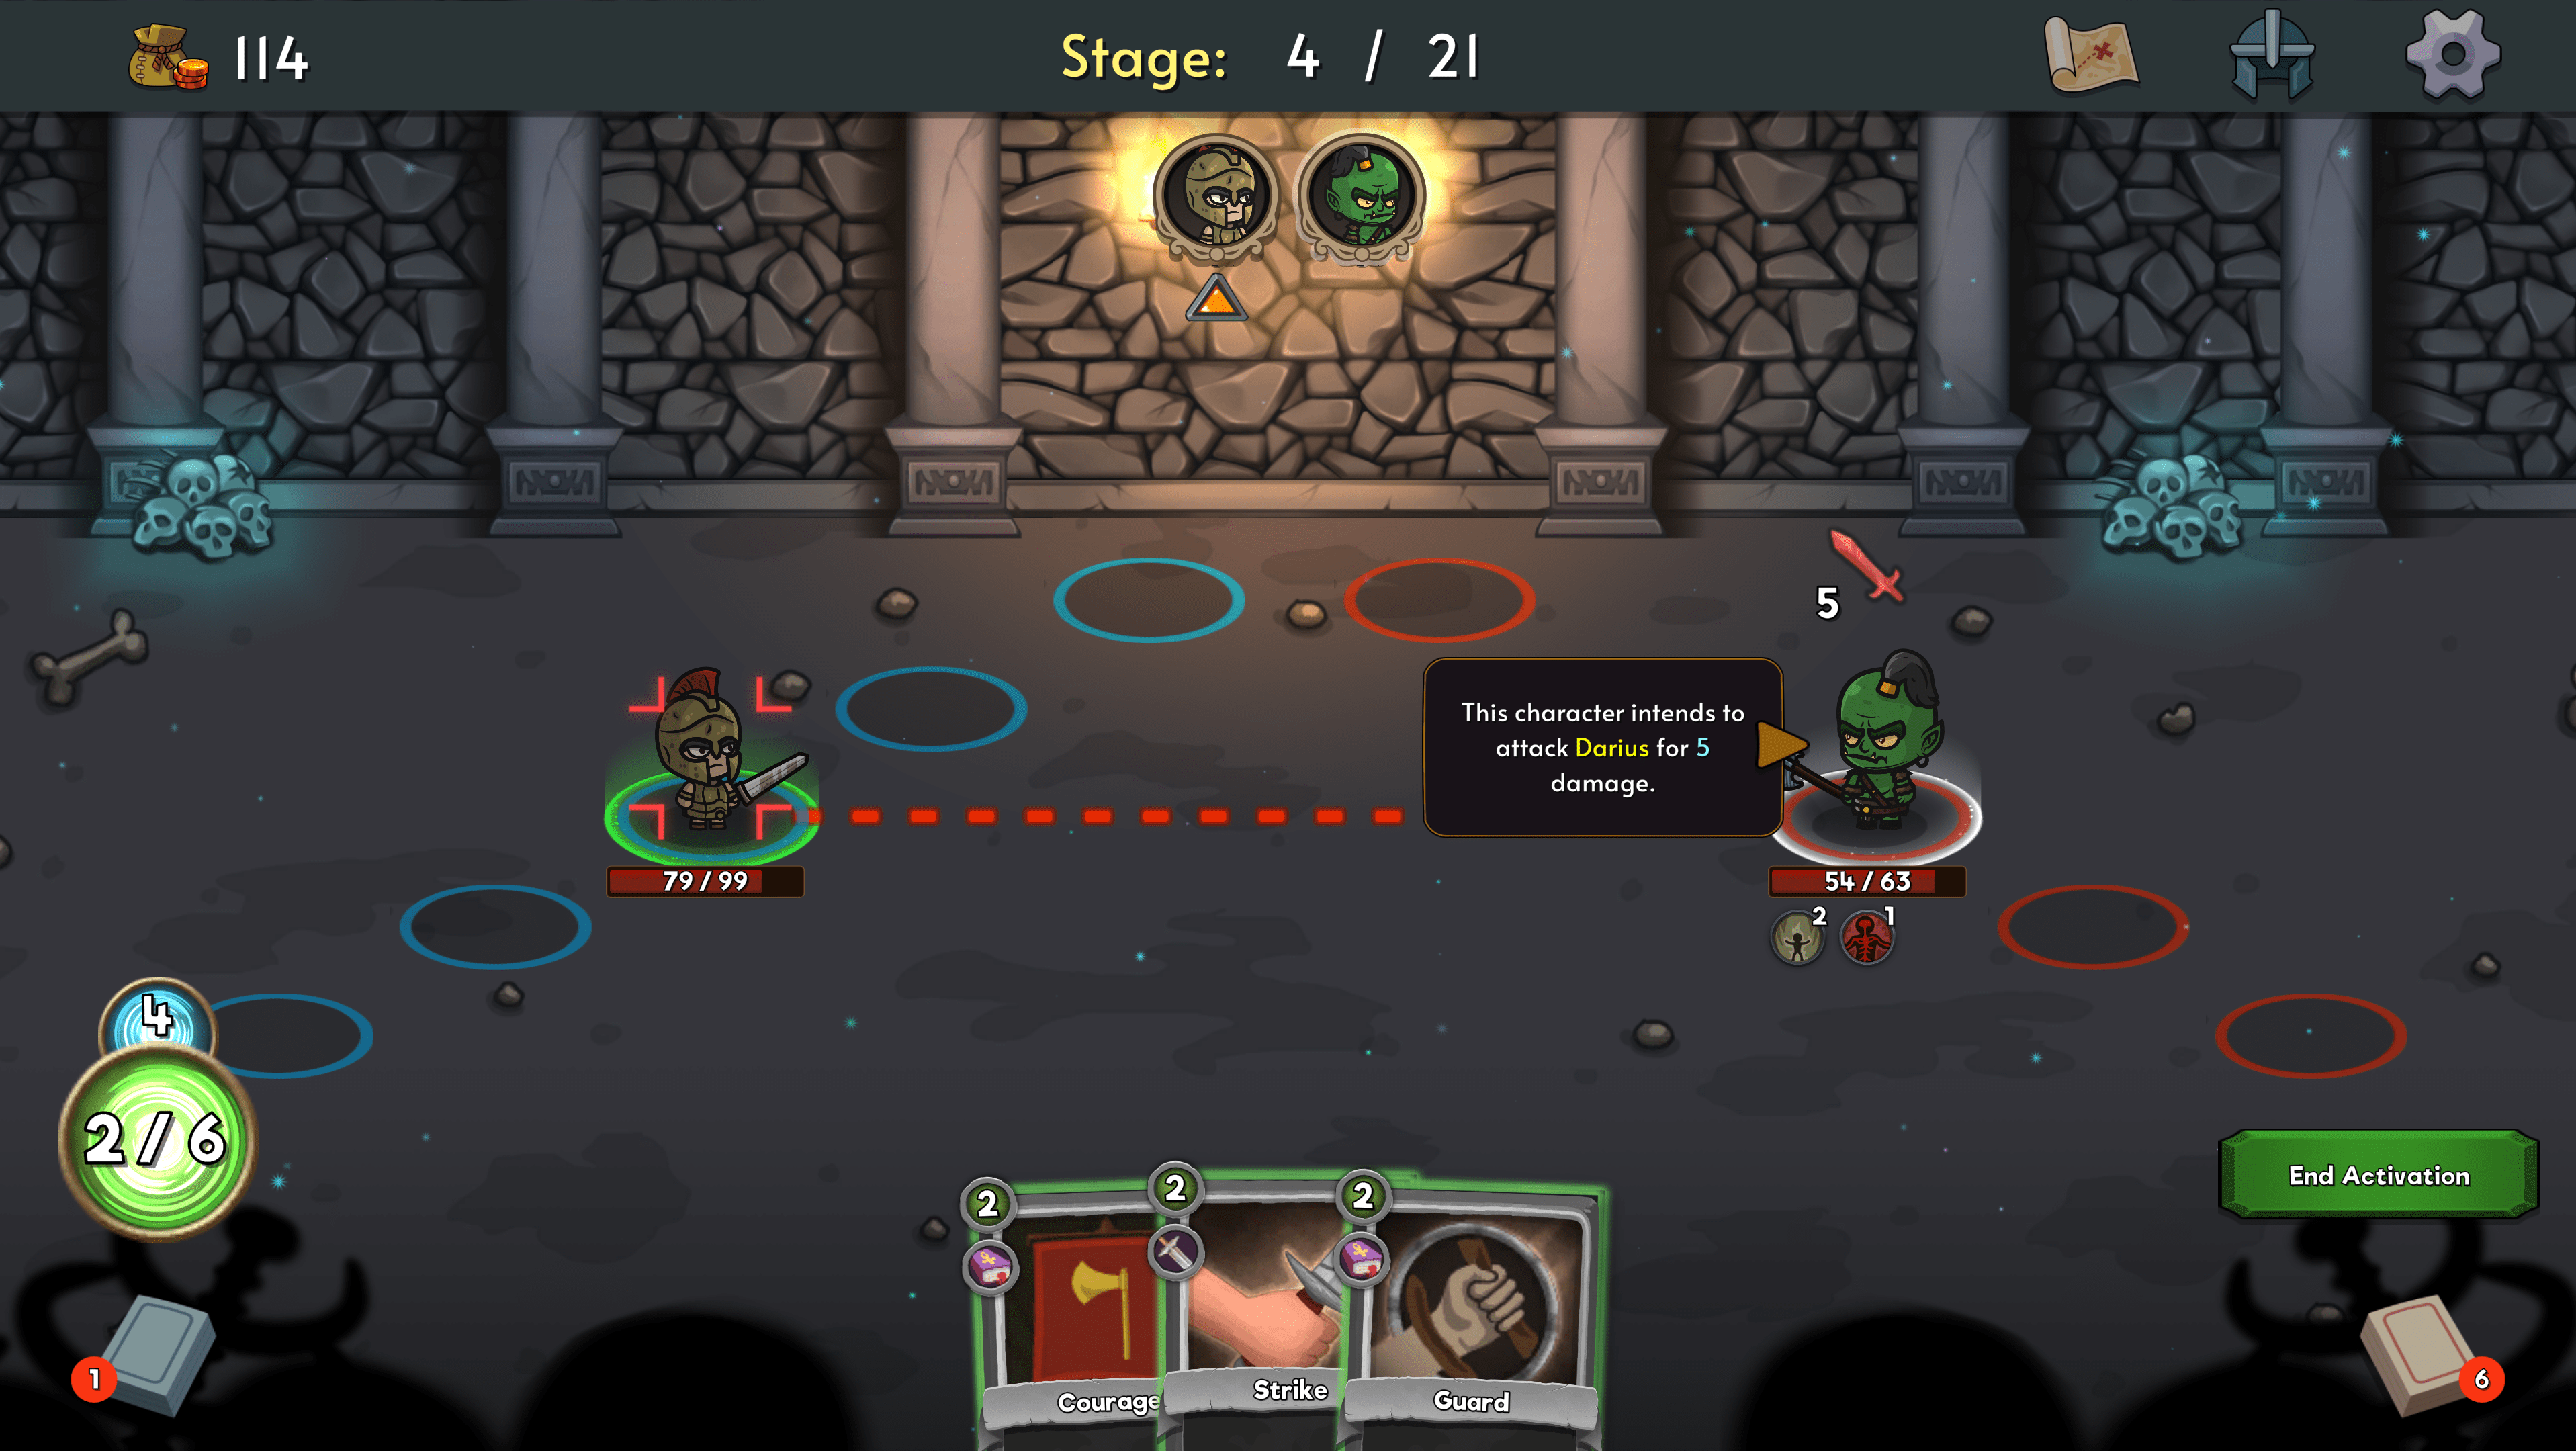 114
Stage: 4 / 21
5
This character intends to
attack Darius for 5
damage.
79 / 99
54 / 63
2
1
4
2 / 6
End Activation
2
2
2
Courage
Strike
Guard
1
6